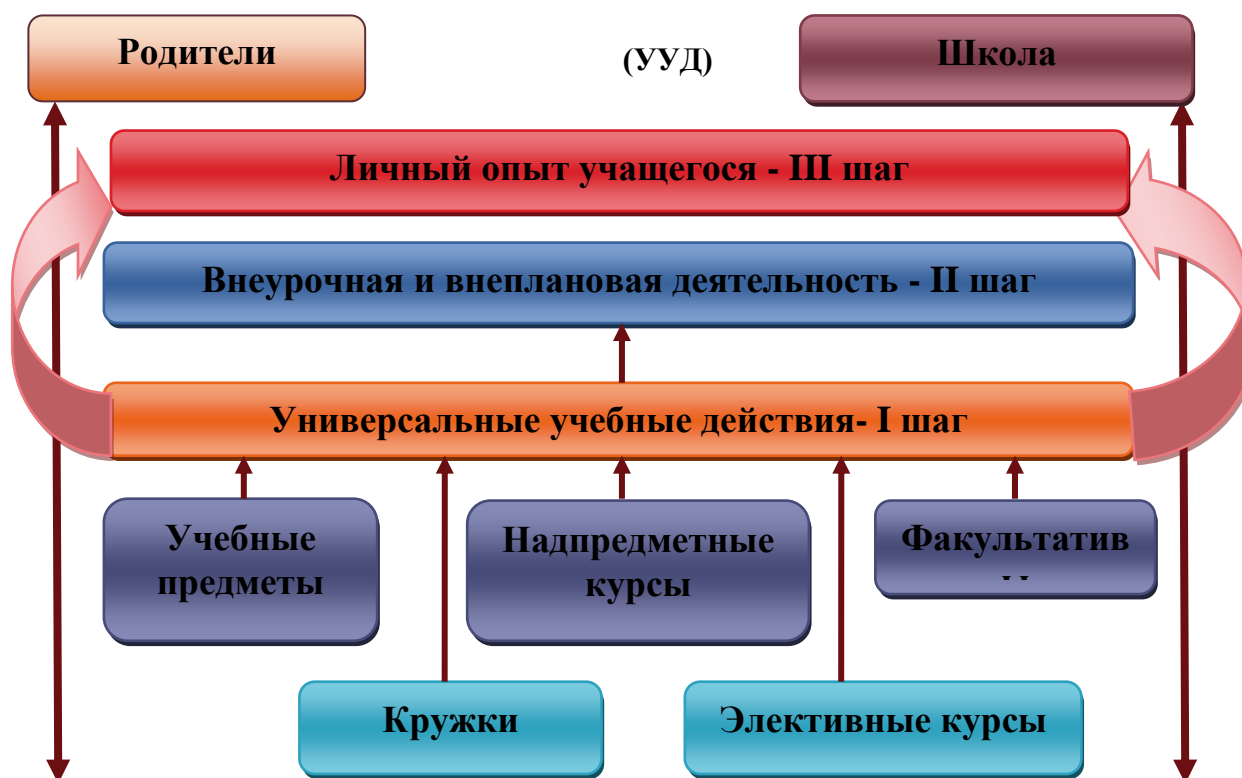 Родители
(УУД)
Школа
Личный опыт учащегося - III шаг
Внеурочная и внеплановая деятельность - II шаг
Универсальные учебные действия- I шаг
Учебные
предметы
Надпредметные
курсы
Факультатив
Кружки
Элективные курсы